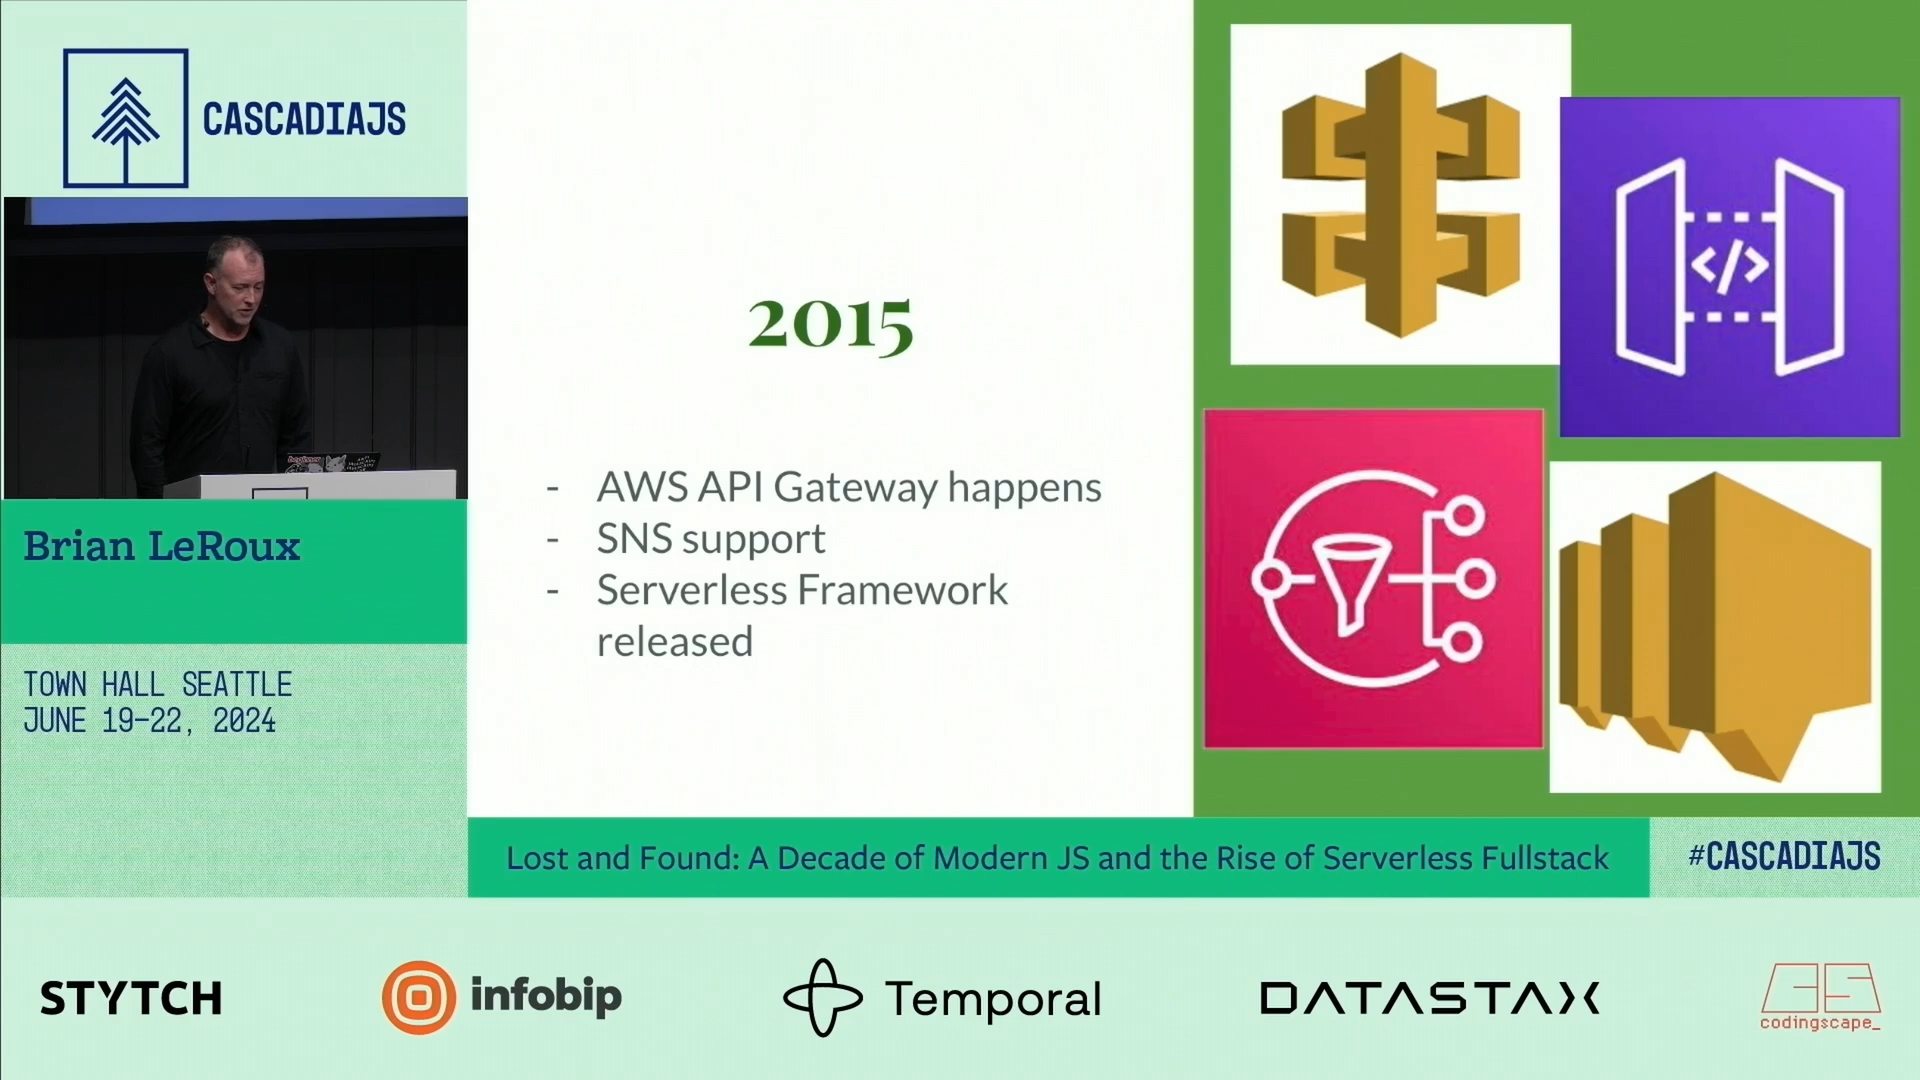 CASCADIAJS
Brian LeRoux
TOWN HALL SEATTLE
JUNE 19-22, 2024
2015
- AWS API Gateway happens
- SNS support
- Serverless Framework
released
</>
Lost and Found: A Decade of Modern JS and the Rise of Serverless Fullstack
#CASCADIAJS
STYTCH
infobip
Temporal
DATASTAX
CS
codingscape_